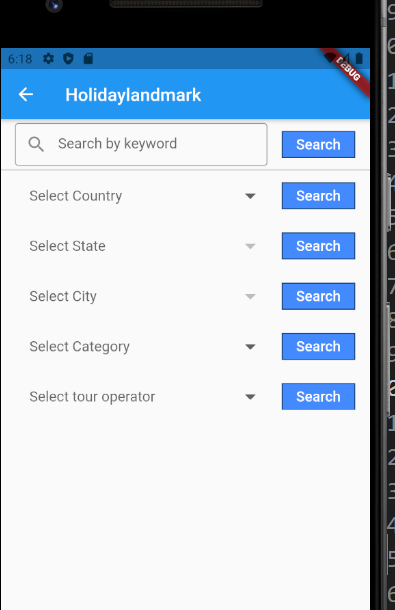 6:18
DEBUG
Holidaylandmark
Search by keyword Search
Select Country Search
Select State Search
Select City Search
Select Category Search
Select tour operator Search